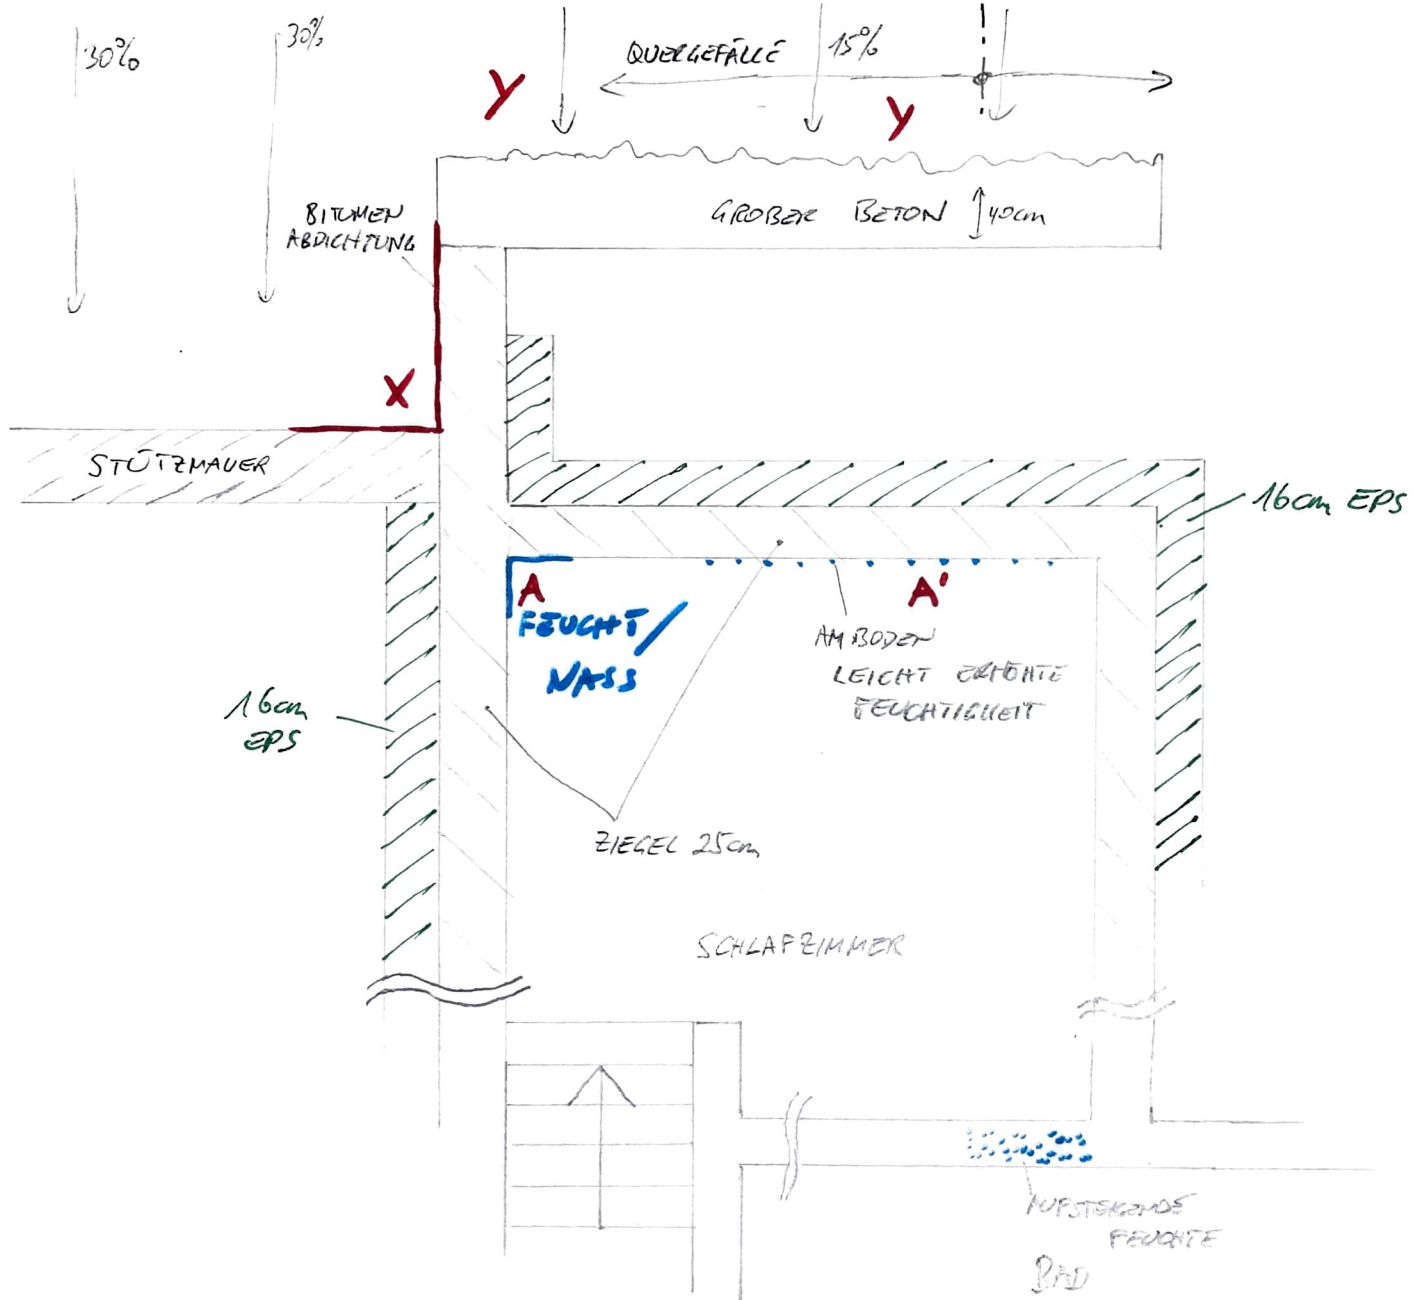 30%
30%
QUERGEFÄLLE
15%
Y
Y
BITUMEN
ABDICHTUNG
GROBER BETON 40cm
X
STÜTZMAUER
16cm EPS
A
A'
FEUCHT/
NASS
AM BODEN
LEICHT ERHÖHTE
FEUCHTIGKEIT
16cm
EPS
ZIEGEL 25cm
SCHLAFZIMMER
AUFSTEIGENDE
FEUCHTE
BAD